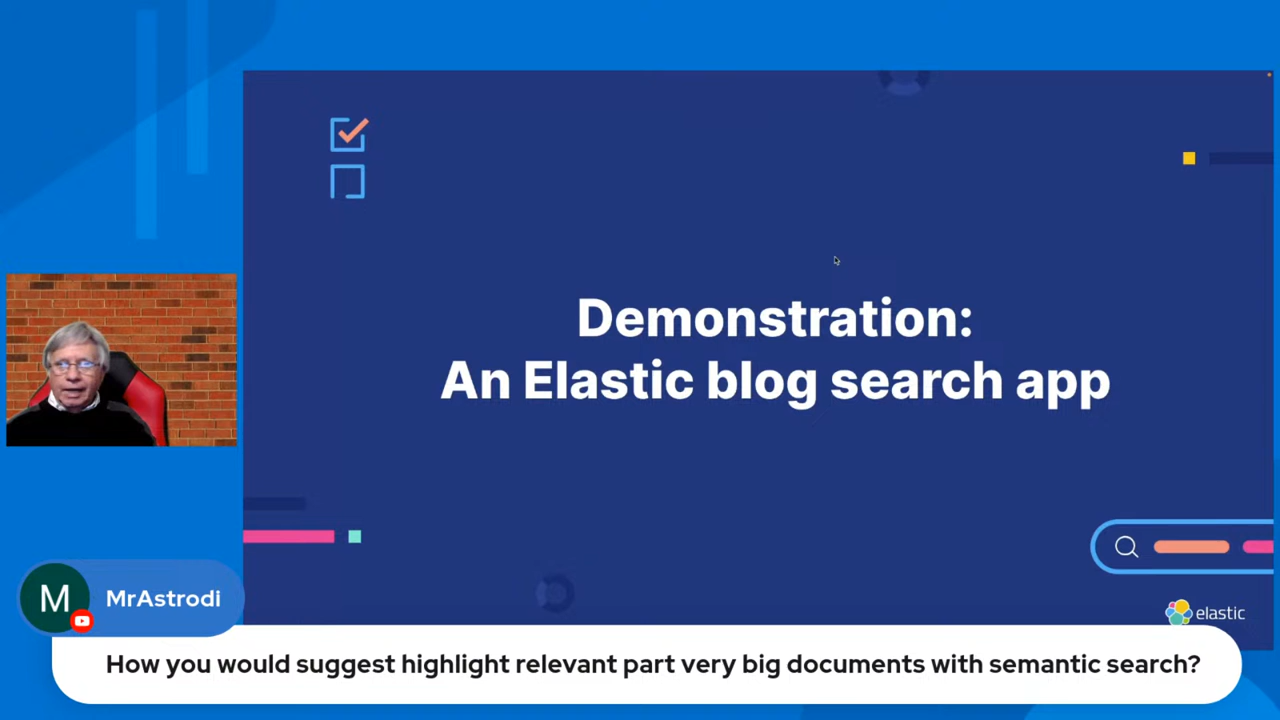 Demonstration:
An Elastic blog search app
elastic
M
MrAstrodi
How you would suggest highlight relevant part very big documents with semantic search?